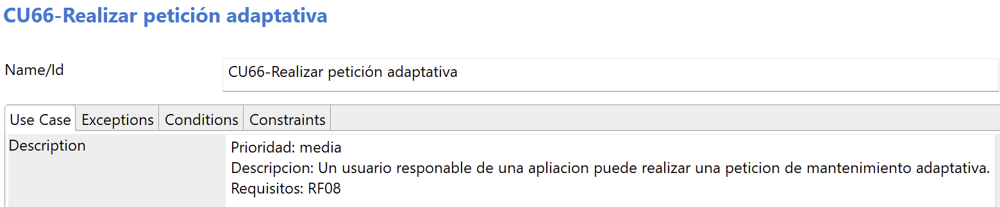 CU66-Realizar petición adaptativa
Name/Id
CU66-Realizar petición adaptativa
Use Case
Exceptions
Conditions
Constraints
Description
Prioridad: media
Descripcion: Un usuario responable de una apliacion puede realizar una peticion de mantenimiento adaptativa.
Requisitos: RF08